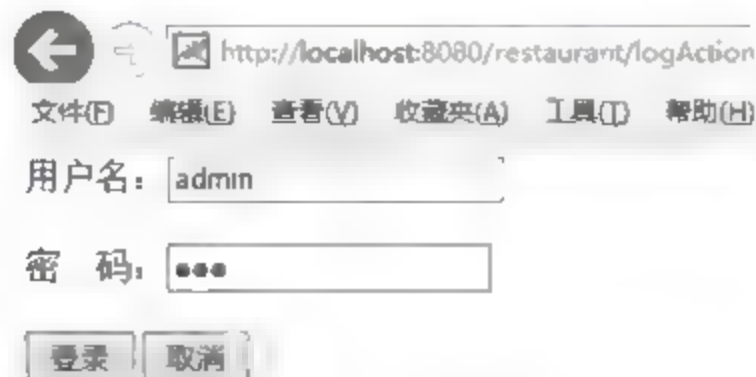 http://localhost:8080/restaurant/logAction
文件(F) 编辑(E) 查看(V) 收藏夹(A) 工具(T) 帮助(H)
用户名: admin
密 码: ●●●
登录 取消